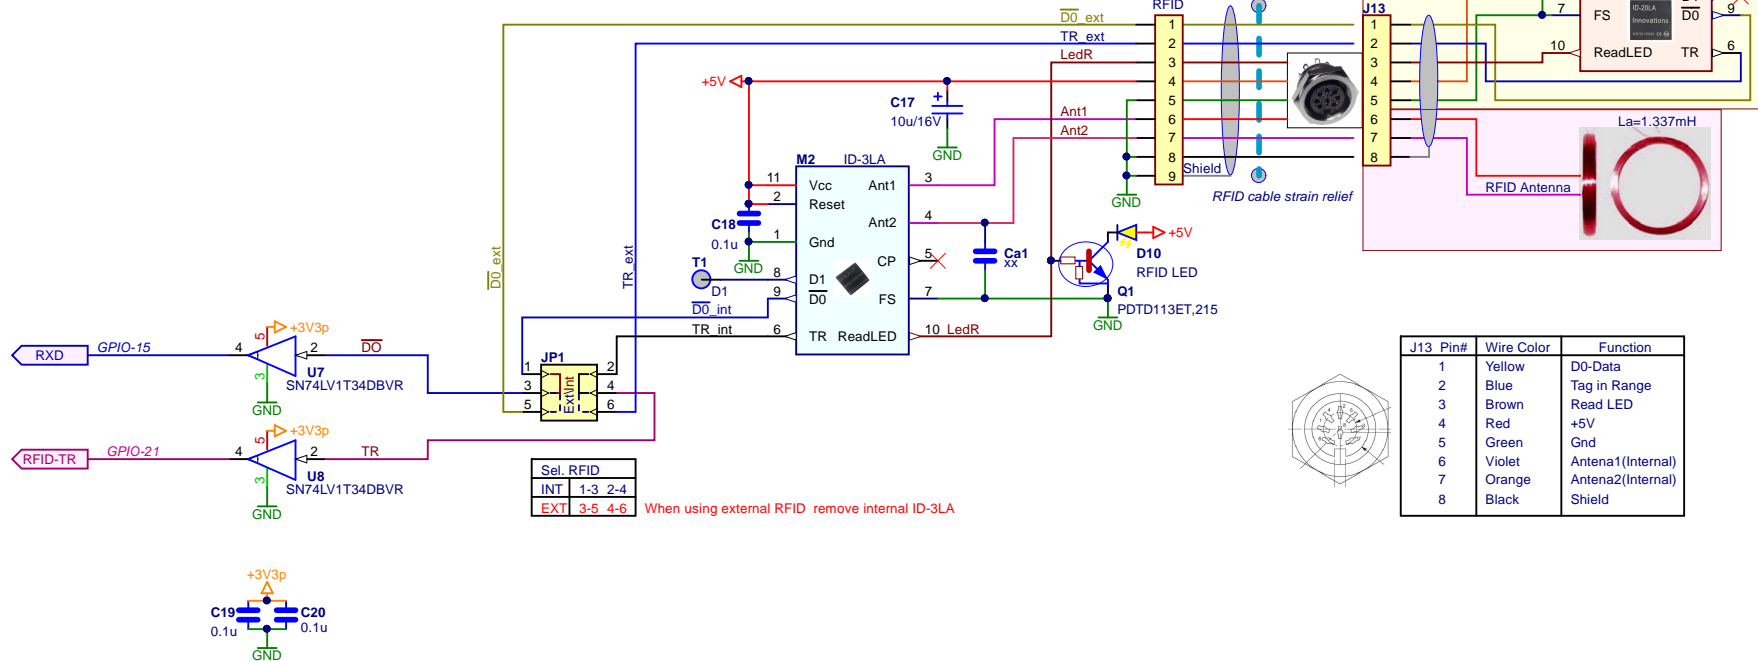 RFID
J13
D0_ext
TR_ext
LedR
+5V
C17
10u/16V
GND
Ant1
Ant2
1
2
3
4
5
6
7
8
9
Shield
GND
RFID cable strain relief
1
2
3
4
5
6
7
8
7 FS
ID-20LA
Innovations
D0 9
10 ReadLED
TR 6
La=1.337mH
RFID Antenna
M2 ID-3LA
11 Vcc
2 Reset
1 Gnd
8 D1
9 D0
6 TR
Ant1 3
Ant2 4
CP 5
FS 7
ReadLED 10 LedR
C18
0.1u
GND
T1
D1
D0_int
TR_int
D0_ext
TR_ext
Ca1
xx
+5V
D10
RFID LED
Q1
PDTD113ET,215
GND
RXD GPIO-15
4 5 +3V3p
2 DO
3
U7
SN74LV1T34DBVR
GND
JP1
1 2
3 4
5 6
Ext\Int
RFID-TR GPIO-21
4 5 +3V3p
2 TR
3
U8
SN74LV1T34DBVR
GND
Sel. RFID
INT 1-3 2-4
EXT 3-5 4-6
When using external RFID remove internal ID-3LA
J13 Pin# Wire Color Function
1 Yellow D0-Data
2 Blue Tag in Range
3 Brown Read LED
4 Red +5V
5 Green Gnd
6 Violet Antena1(Internal)
7 Orange Antena2(Internal)
8 Black Shield
+3V3p
C19
0.1u
C20
0.1u
GND